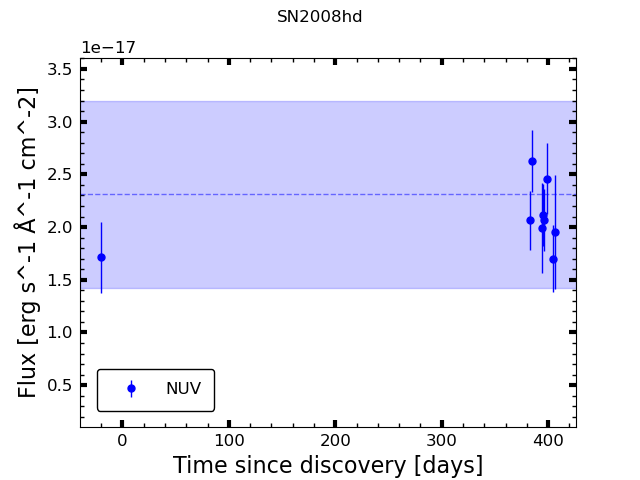 SN2008hd
1e−17
3.5
3.0
2.5
2.0
1.5
1.0
0.5
Flux [erg s^-1 Å^-1 cm^-2]
NUV
0 100 200 300 400
Time since discovery [days]